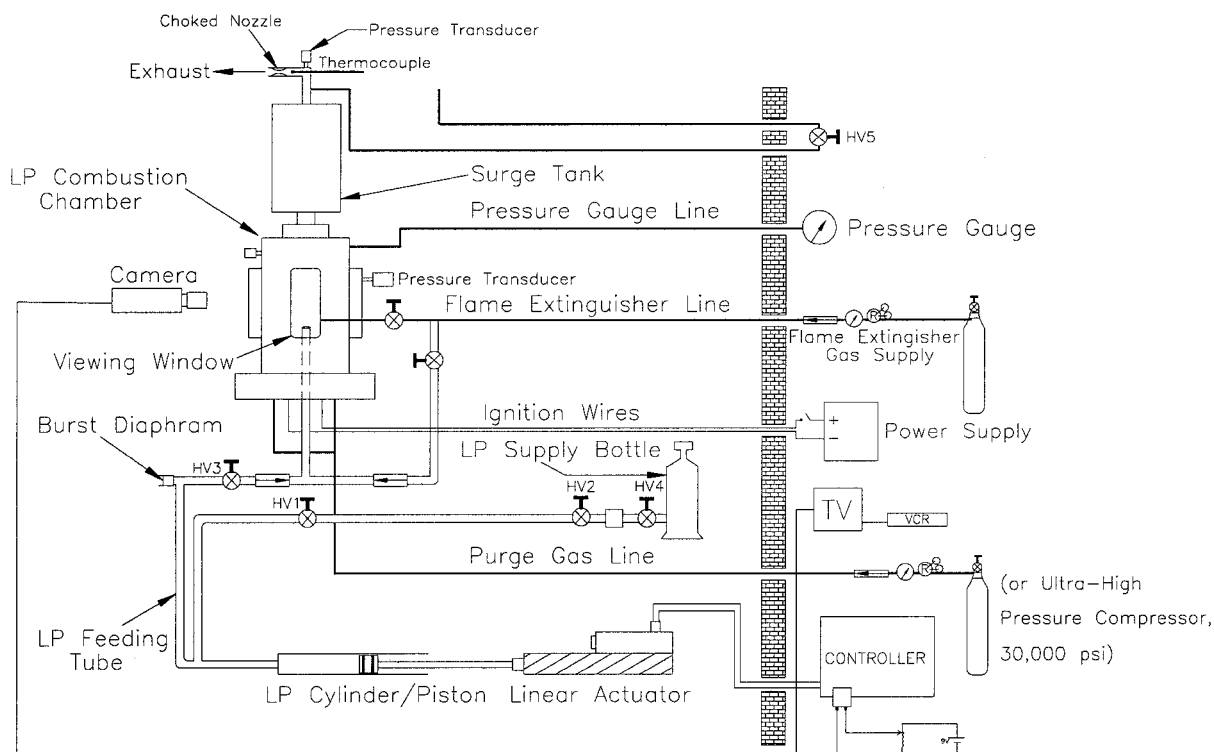 Choked Nozzle
Pressure Transducer
Thermocouple
Exhaust
HV5
Surge Tank
LP Combustion
Chamber
Pressure Gauge Line
Pressure Gauge
Camera
Pressure Transducer
Flame Extinguisher Line
R
Flame Extingisher
Gas Supply
Viewing Window
Ignition Wires
+
−
Power Supply
Burst Diaphram
LP Supply Bottle
HV3
HV1
HV2
HV4
TV
VCR
Purge Gas Line
R
(or Ultra-High
Pressure Compressor,
30,000 psi)
LP Feeding
Tube
CONTROLLER
LP Cylinder/Piston
Linear Actuator
9v